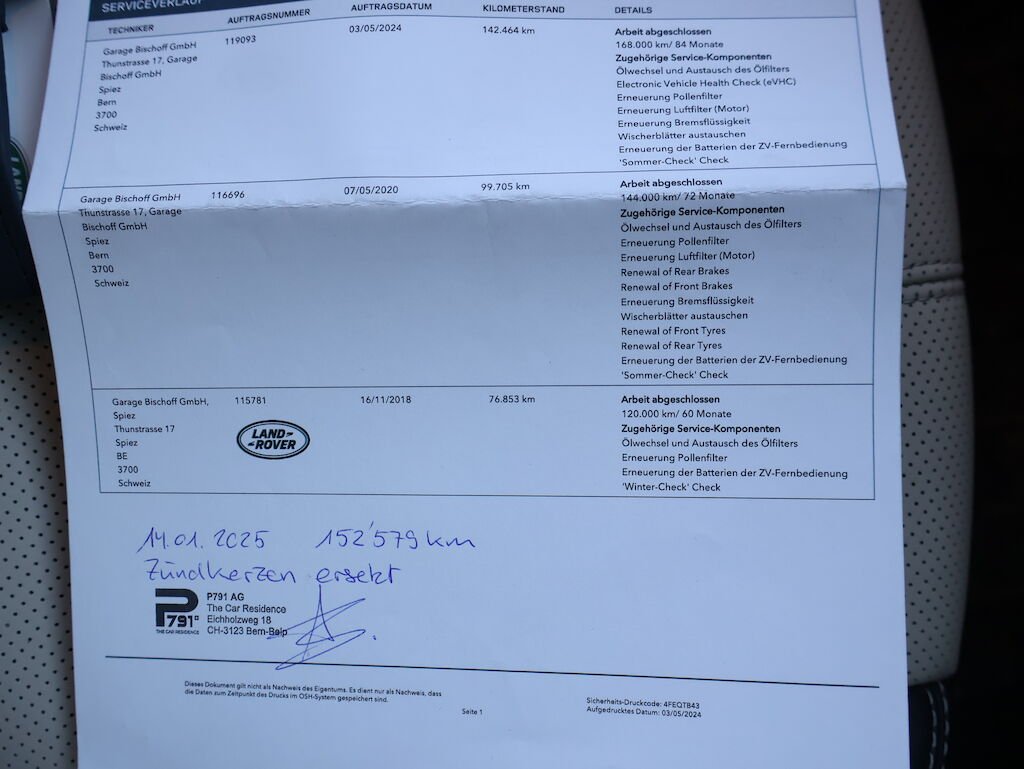 SERVICEVERLAUF
TECHNIKER AUFTRAGSNUMMER AUFTRAGSDATUM KILOMETERSTAND DETAILS
Garage Bischoff GmbH 119093 03/05/2024 142.464 km Arbeit abgeschlossen
Thunstrasse 17, Garage 168.000 km/ 84 Monate
Bischoff GmbH Zugehörige Service-Komponenten
Spiez Ölwechsel und Austausch des Ölfilters
Bern Electronic Vehicle Health Check (eVHC)
3700 Erneuerung Pollenfilter
Schweiz Erneuerung Luftfilter (Motor)
Erneuerung Bremsflüssigkeit
Wischerblätter austauschen
Erneuerung der Batterien der ZV-Fernbedienung
'Sommer-Check' Check
Garage Bischoff GmbH 116696 07/05/2020 99.705 km Arbeit abgeschlossen
Thunstrasse 17, Garage 144.000 km/ 72 Monate
Bischoff GmbH Zugehörige Service-Komponenten
Spiez Ölwechsel und Austausch des Ölfilters
Bern Erneuerung Pollenfilter
3700 Erneuerung Luftfilter (Motor)
Schweiz Renewal of Rear Brakes
Renewal of Front Brakes
Erneuerung Bremsflüssigkeit
Wischerblätter austauschen
Renewal of Front Tyres
Renewal of Rear Tyres
Erneuerung der Batterien der ZV-Fernbedienung
'Sommer-Check' Check
Garage Bischoff GmbH, 115781 16/11/2018 76.853 km Arbeit abgeschlossen
Spiez 120.000 km/ 60 Monate
Thunstrasse 17 Zugehörige Service-Komponenten
Spiez Ölwechsel und Austausch des Ölfilters
BE Erneuerung Pollenfilter
3700 Erneuerung der Batterien der ZV-Fernbedienung
Schweiz 'Winter-Check' Check
LAND-
-ROVER
14.01.2025 152'579 km
Zündkerzen ersetzt
P791 AG
The Car Residence
Eichholzweg 18
CH-3123 Bern-Belp
P
791°
THE CAR RESIDENCE
Dieses Dokument gilt nicht als Nachweis des Eigentums. Es dient nur als Nachweis, dass
die Daten zum Zeitpunkt des Drucks im OSH-System gespeichert sind.
Seite 1
Sicherheits-Druckcode: 4FEQTB43
Aufgedrucktes Datum: 03/05/2024